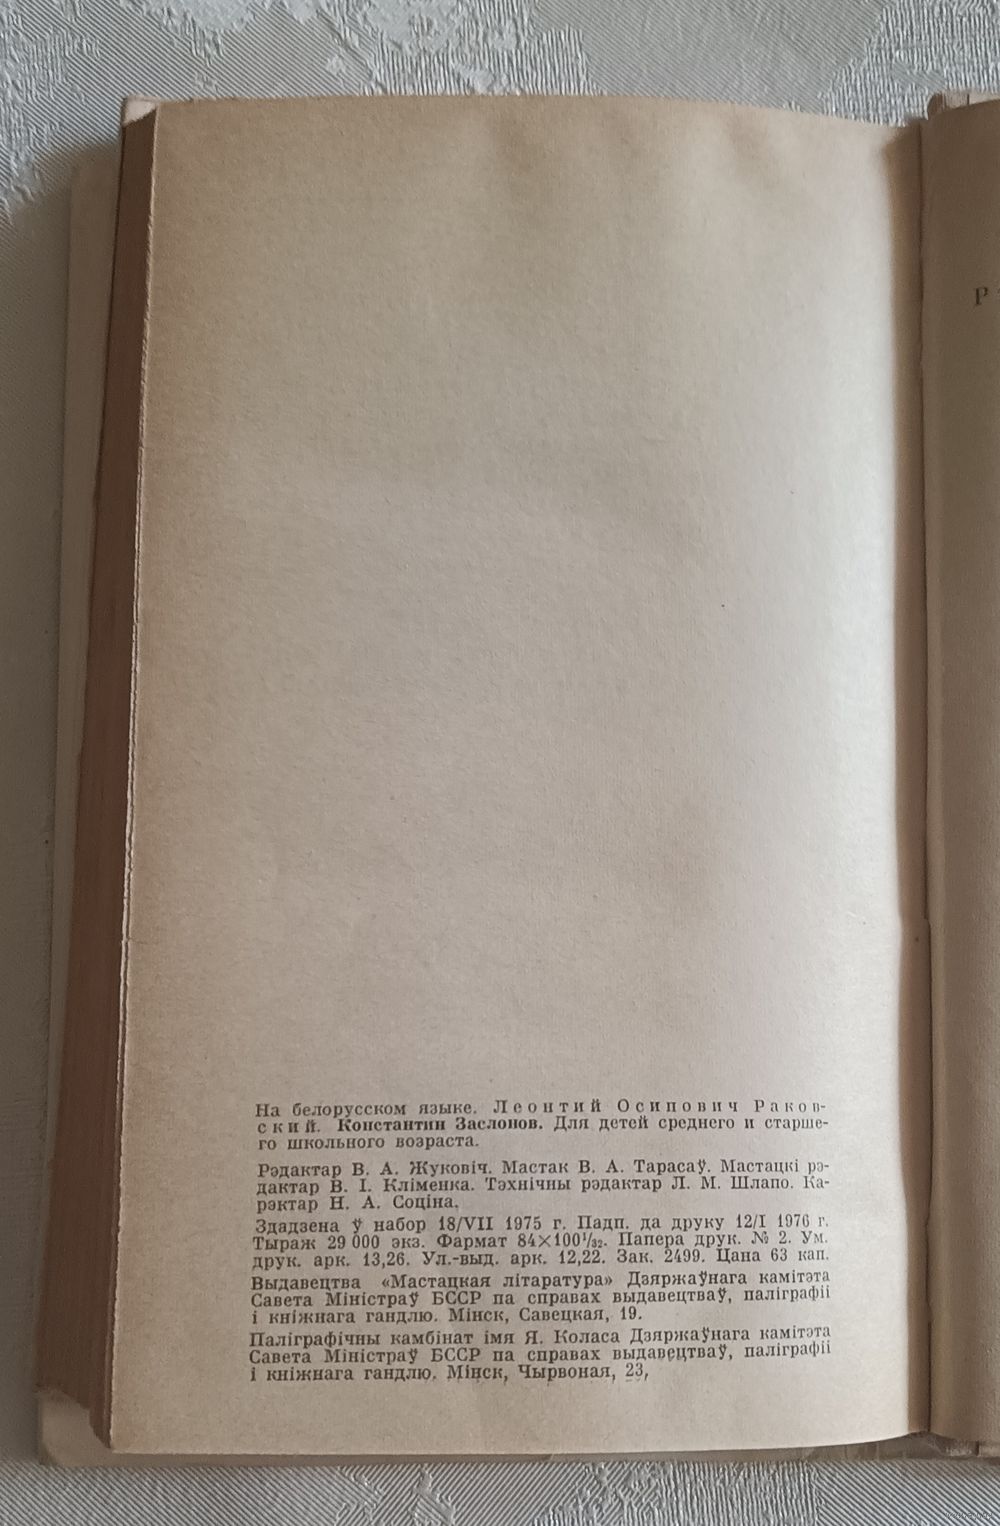 На белорусском языке. Леонтий Осипович Раков-
ский. Константин Заслонов. Для детей среднего и старше-
го школьного возраста.
Рэдактар В. А. Жуковіч. Мастак В. А. Тарасаў. Мастацкі рэ-
дактар В. І. Кліменка. Тэхнічны рэдактар Л. М. Шлапо. Ка-
рэктар Н. А. Соціна.
Здадзена ў набор 18/VII 1975 г. Падп. да друку 12/I 1976 г.
Тыраж 29 000 экз. Фармат 84×100¹/₃₂. Папера друк. № 2. Ум.
друк. арк. 13,26. Ул.-выд. арк. 12,22. Зак. 2499. Цана 63 кап.
Выдавецтва «Мастацкая літаратура» Дзяржаўнага камітэта
Савета Міністраў БССР па справах выдавецтваў, паліграфіі
і кніжнага гандлю. Мінск, Савецкая, 19.
Паліграфічны камбінат імя Я. Коласа Дзяржаўнага камітэта
Савета Міністраў БССР па справах выдавецтваў, паліграфіі
і кніжнага гандлю. Мінск, Чырвоная, 23,
Р